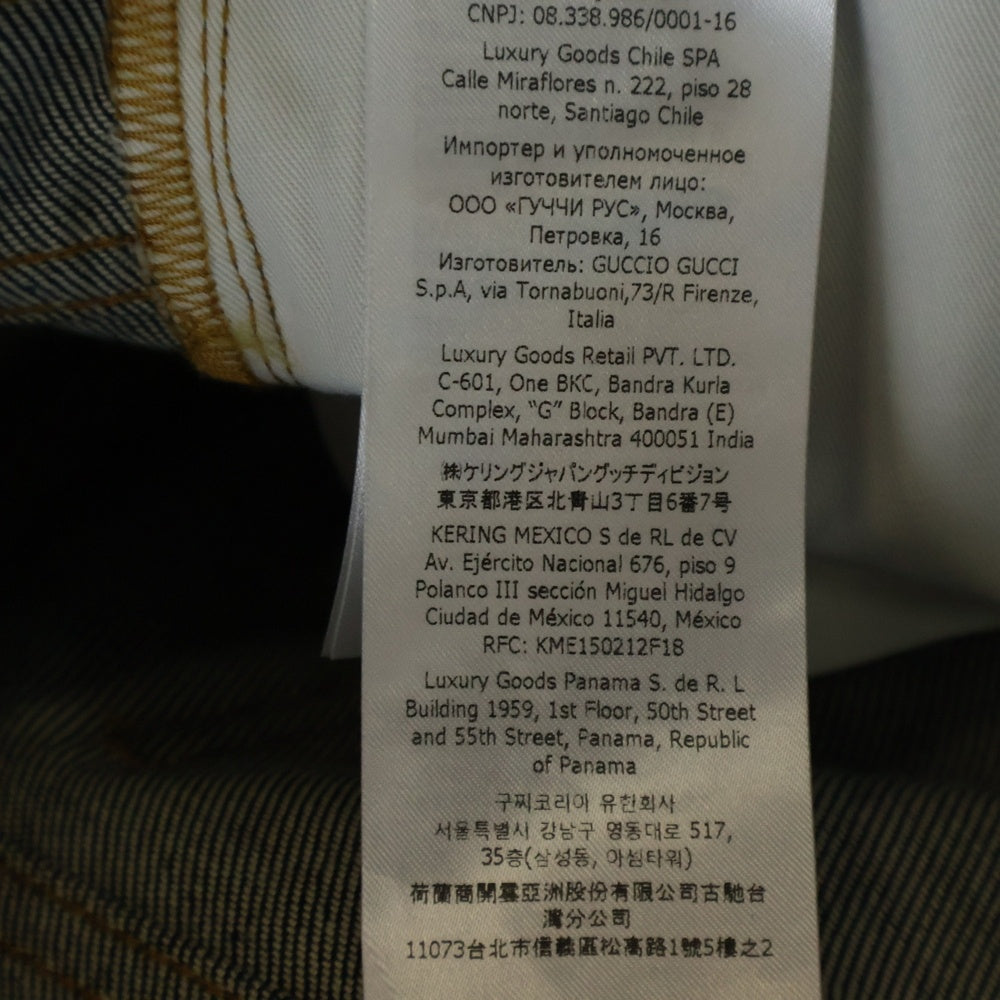 CNPJ: 08.338.986/0001-16
Luxury Goods Chile SPA
Calle Miraflores n. 222, piso 28
norte, Santiago Chile
Импортер и уполномоченное
изготовителем лицо:
ООО «ГУЧЧИ РУС», Москва,
Петровка, 16
Изготовитель: GUCCIO GUCCI
S.p.A, via Tornabuoni,73/R Firenze,
Italia
Luxury Goods Retail PVT. LTD.
C-601, One BKC, Bandra Kurla
Complex, “G” Block, Bandra (E)
Mumbai Maharashtra 400051 India
㈱ケリングジャパングッチディビジョン
東京都港区北青山3丁目6番7号
KERING MEXICO S de RL de CV
Av. Ejército Nacional 676, piso 9
Polanco III sección Miguel Hidalgo
Ciudad de México 11540, México
RFC: KME150212F18
Luxury Goods Panama S. de R. L
Building 1959, 1st Floor, 50th Street
and 55th Street, Panama, Republic
of Panama
구찌코리아 유한회사
서울특별시 강남구 영동대로 517,
35층(삼성동, 아셈타워)
荷蘭商開雲亞洲股份有限公司古馳台
灣分公司
11073台北市信義區松高路1號5樓之2